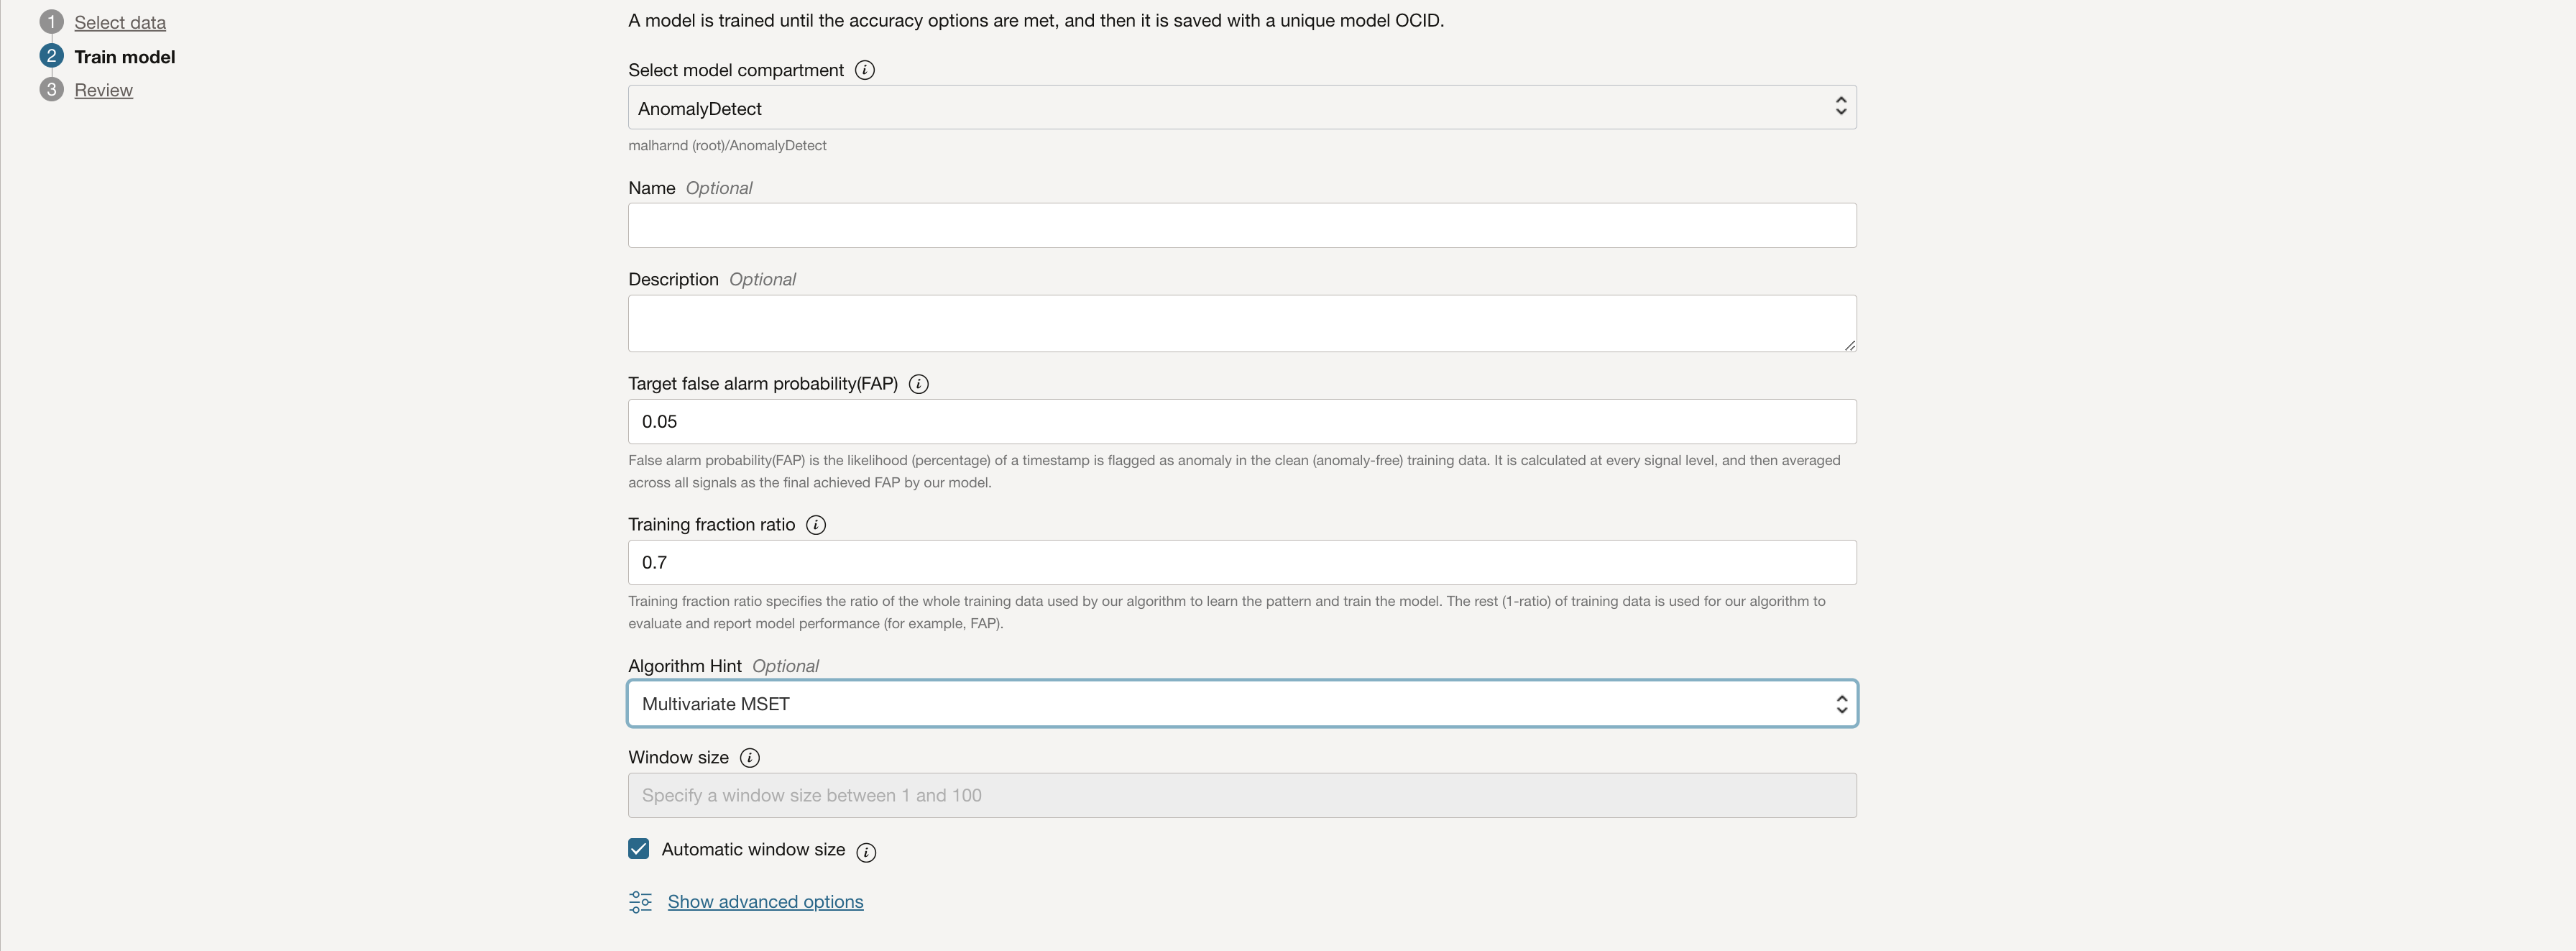 1 Select data
2 Train model
3 Review
A model is trained until the accuracy options are met, and then it is saved with a unique model OCID.
Select model compartment i
AnomalyDetect
malharnd (root)/AnomalyDetect
Name Optional
Description Optional
Target false alarm probability(FAP) i
0.05
False alarm probability(FAP) is the likelihood (percentage) of a timestamp is flagged as anomaly in the clean (anomaly-free) training data. It is calculated at every signal level, and then averaged
across all signals as the final achieved FAP by our model.
Training fraction ratio i
0.7
Training fraction ratio specifies the ratio of the whole training data used by our algorithm to learn the pattern and train the model. The rest (1-ratio) of training data is used for our algorithm to
evaluate and report model performance (for example, FAP).
Algorithm Hint Optional
Multivariate MSET
Window size i
Specify a window size between 1 and 100
Automatic window size i
Show advanced options